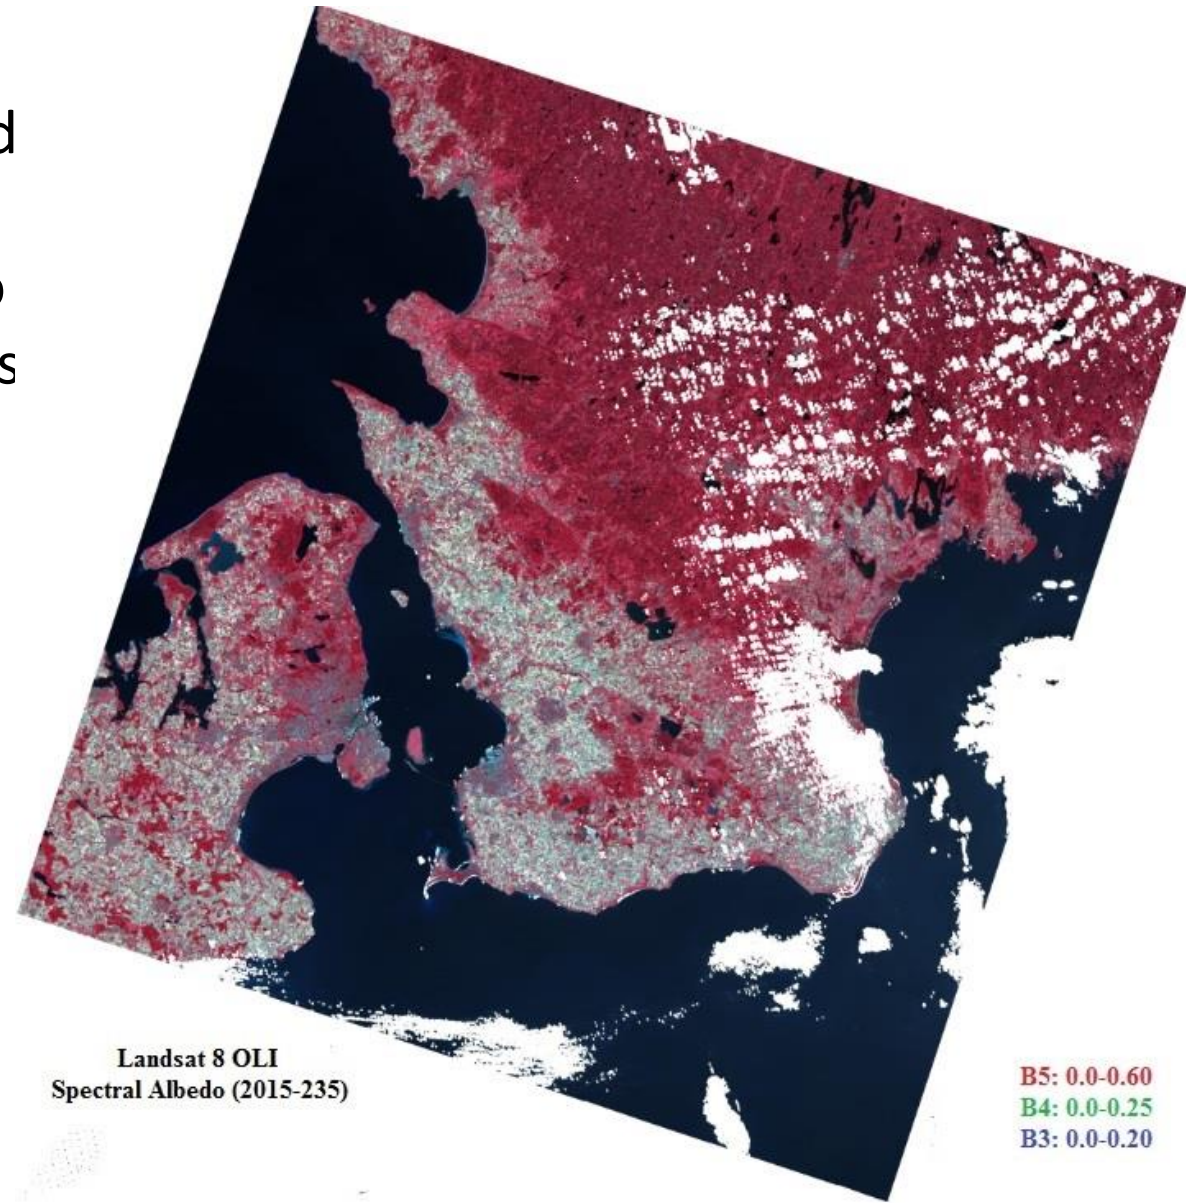 d
s
Landsat 8 OLI
Spectral Albedo (2015-235)
B5: 0.0-0.60
B4: 0.0-0.25
B3: 0.0-0.20